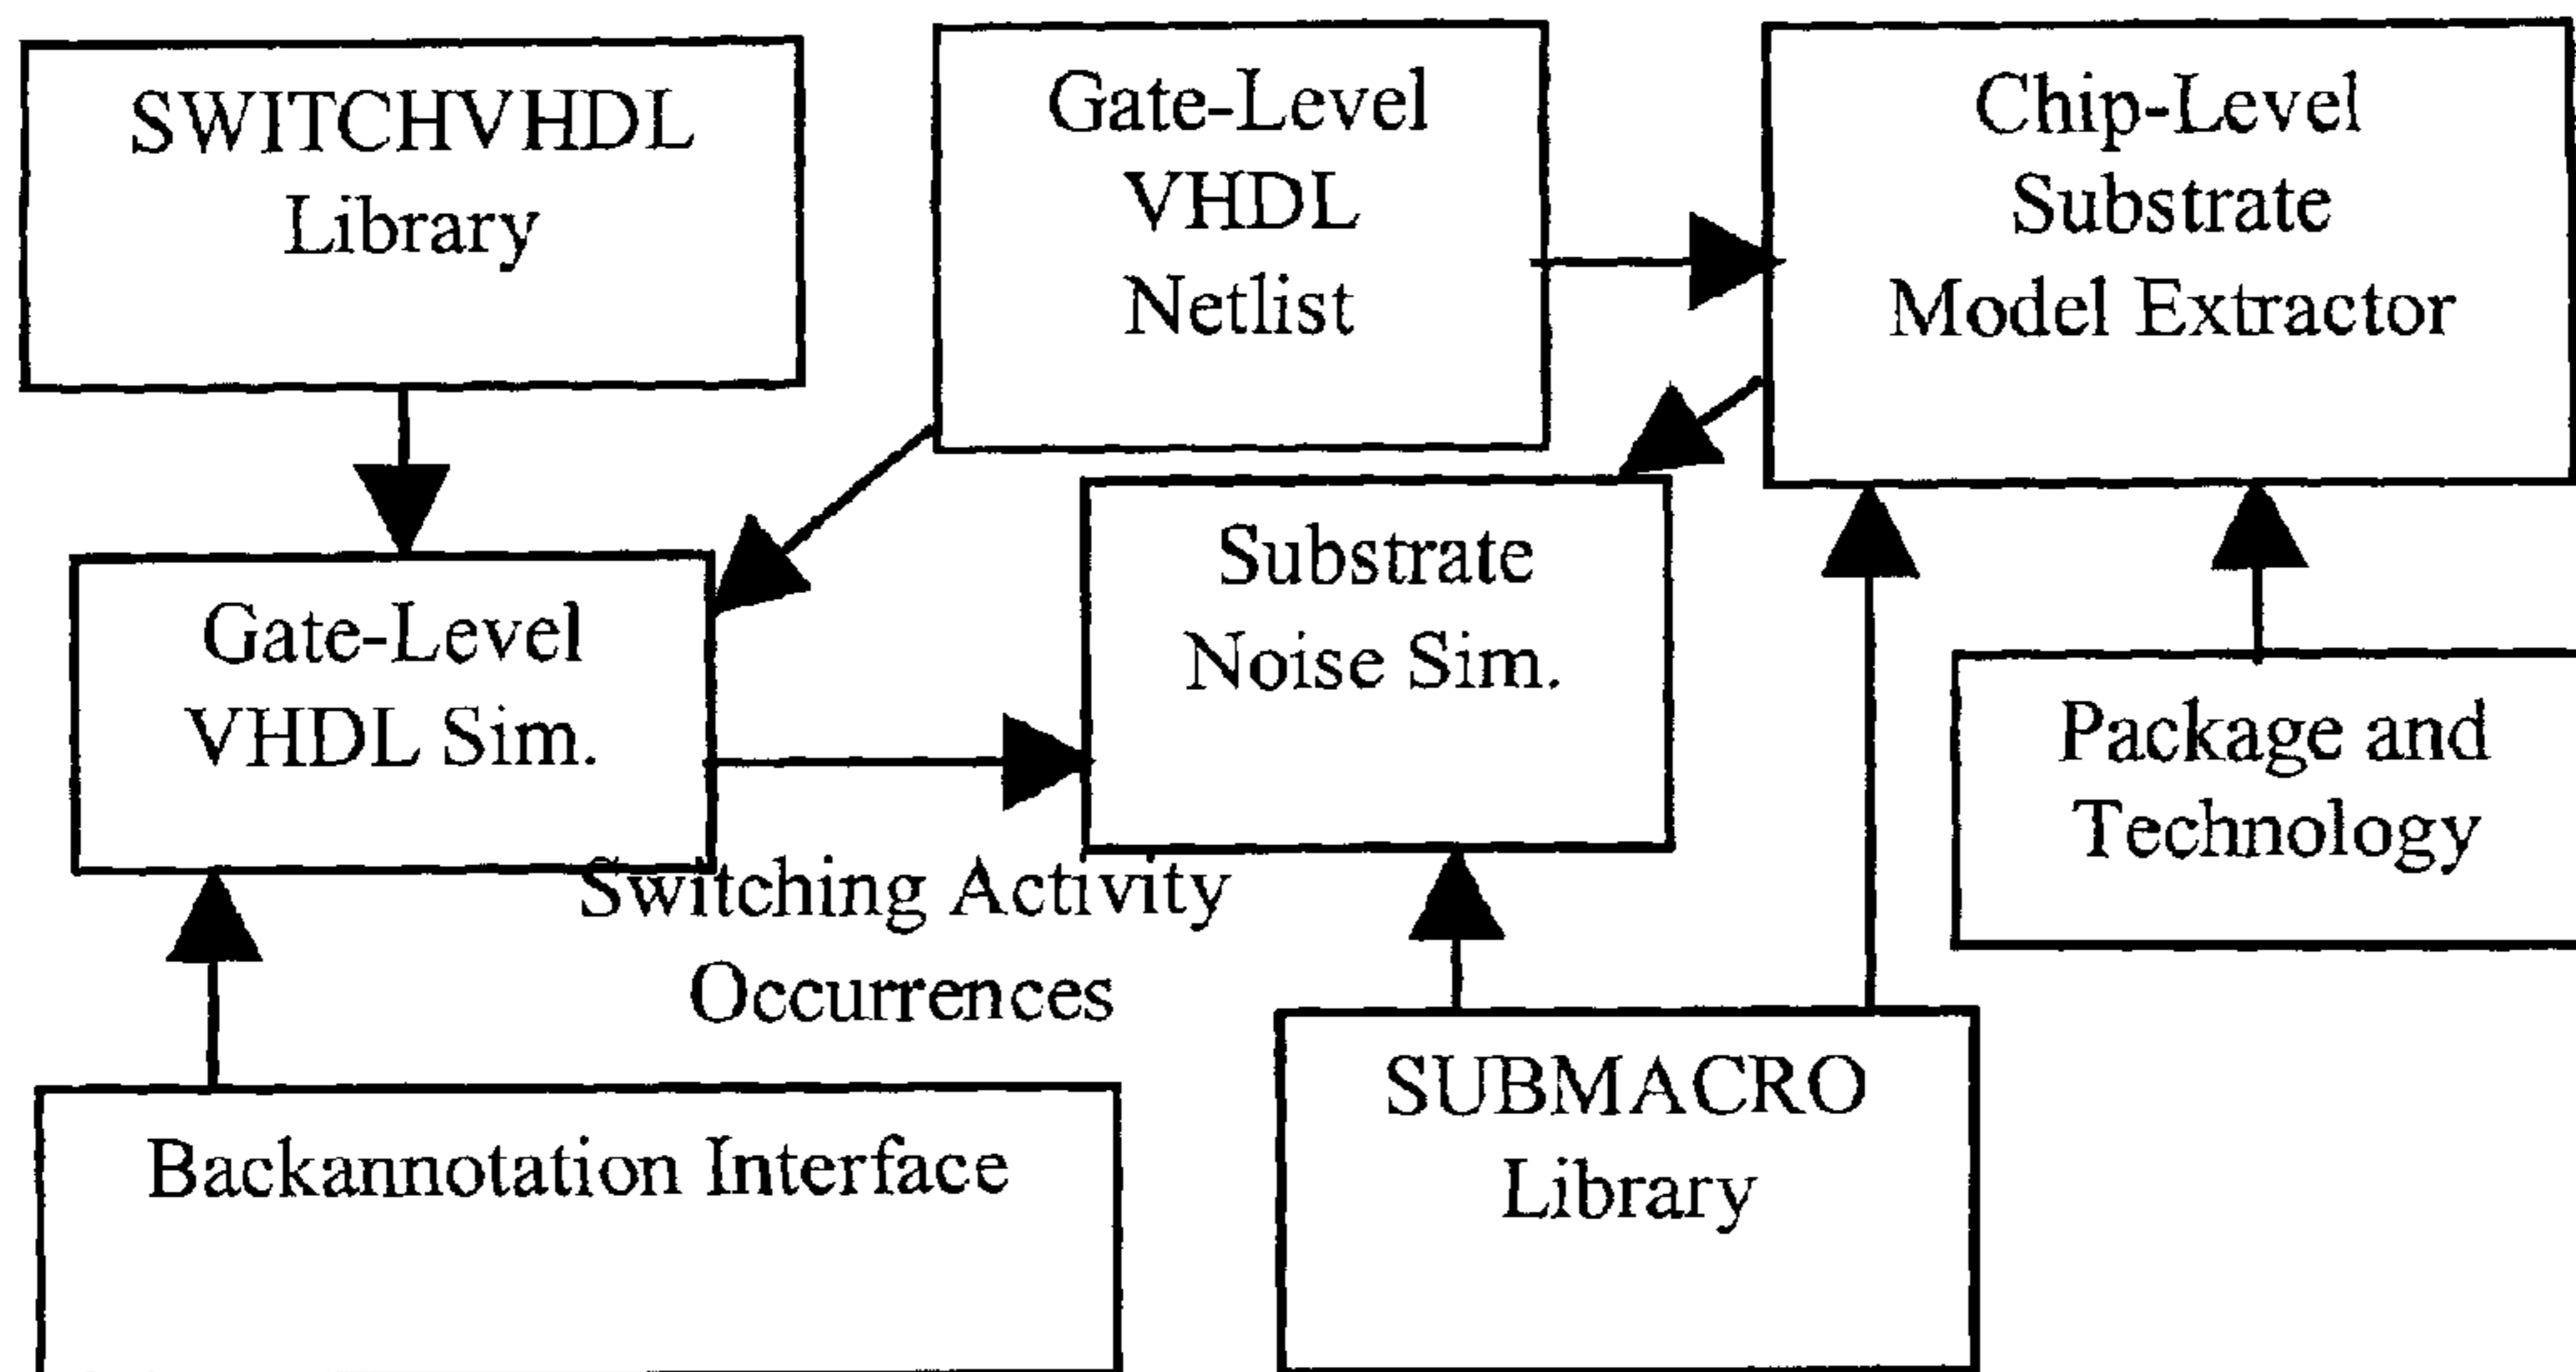 SWITCHVHDL
Library
Gate-Level
VHDL
Netlist
Chip-Level
Substrate
Model Extractor
Gate-Level
VHDL Sim.
Substrate
Noise Sim.
Package and
Technology
Switching Activity
Occurrences
Backannotation Interface
SUBMACRO
Library